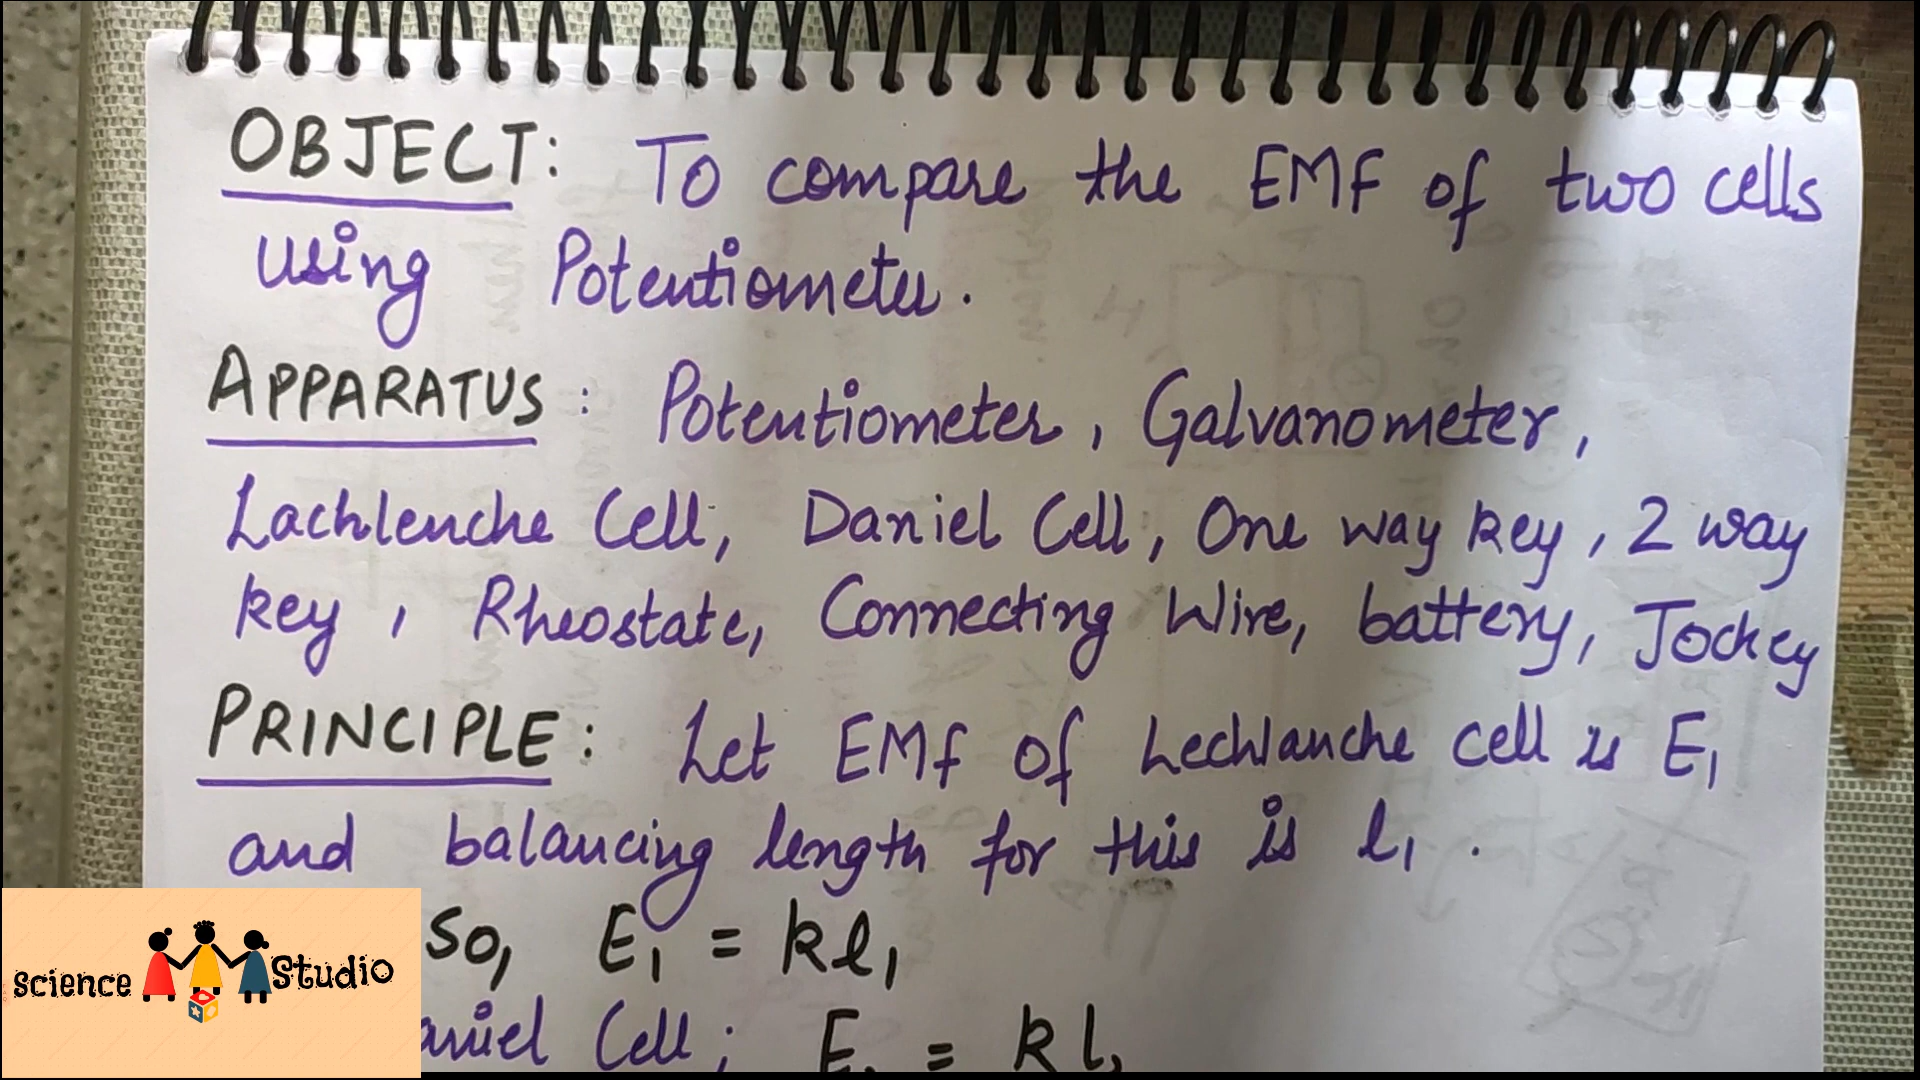 OBJECT: To compare the EMF of two cells
using Potentiometer.
APPARATUS: Potentiometer, Galvanometer,
Lachlenche Cell, Daniel Cell, One way key, 2 way
key, Rheostate, Connecting Wire, battery, Jockey
PRINCIPLE: Let EMF of Lechlanche cell is E₁
and balancing length for this is l₁.
So, E₁ = kl₁
Cell; E = kl
science Studio